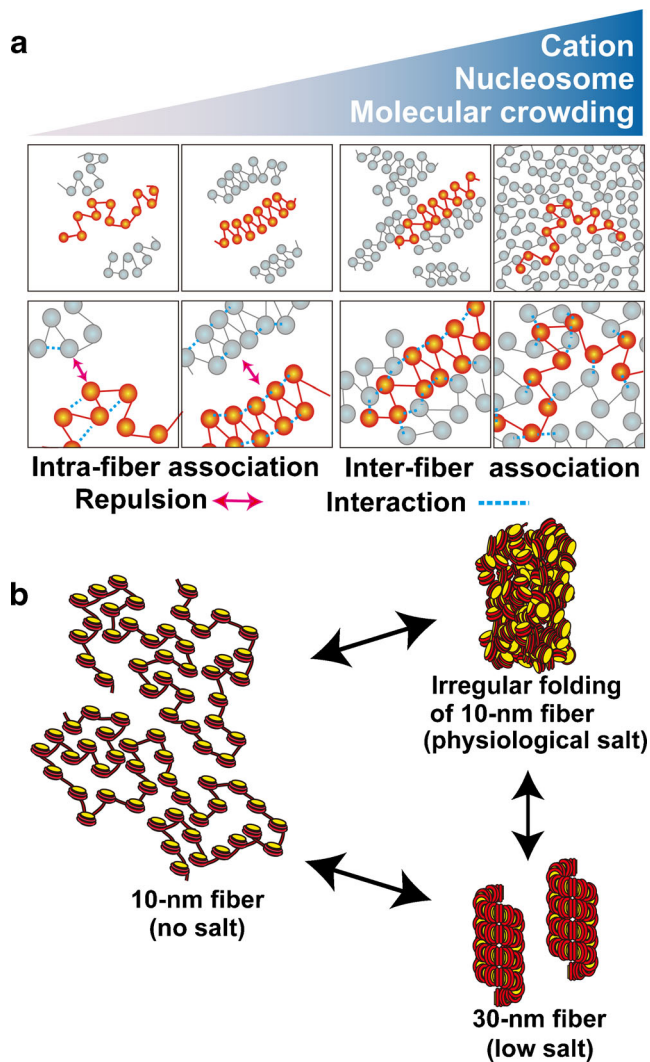 a
Cation
Nucleosome
Molecular crowding
Intra-fiber association
Inter-fiber association
Repulsion
Interaction
b
Irregular folding
of 10-nm fiber
(physiological salt)
10-nm fiber
(no salt)
30-nm fiber
(low salt)